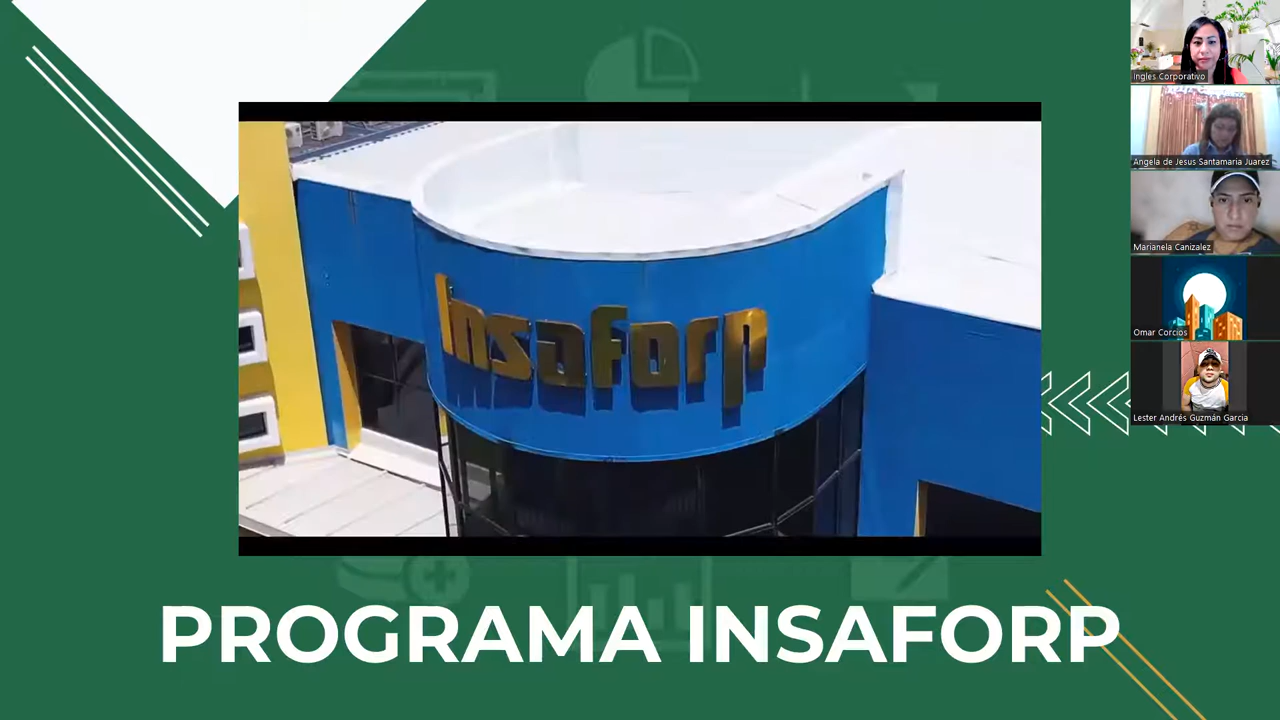 insaforp
PROGRAMA INSAFORP
Ingles Corporativo
Angela de Jesus Santamaria Juarez
Marianela Canizalez
Omar Corcios
Lester Andrés Guzmán Garcia